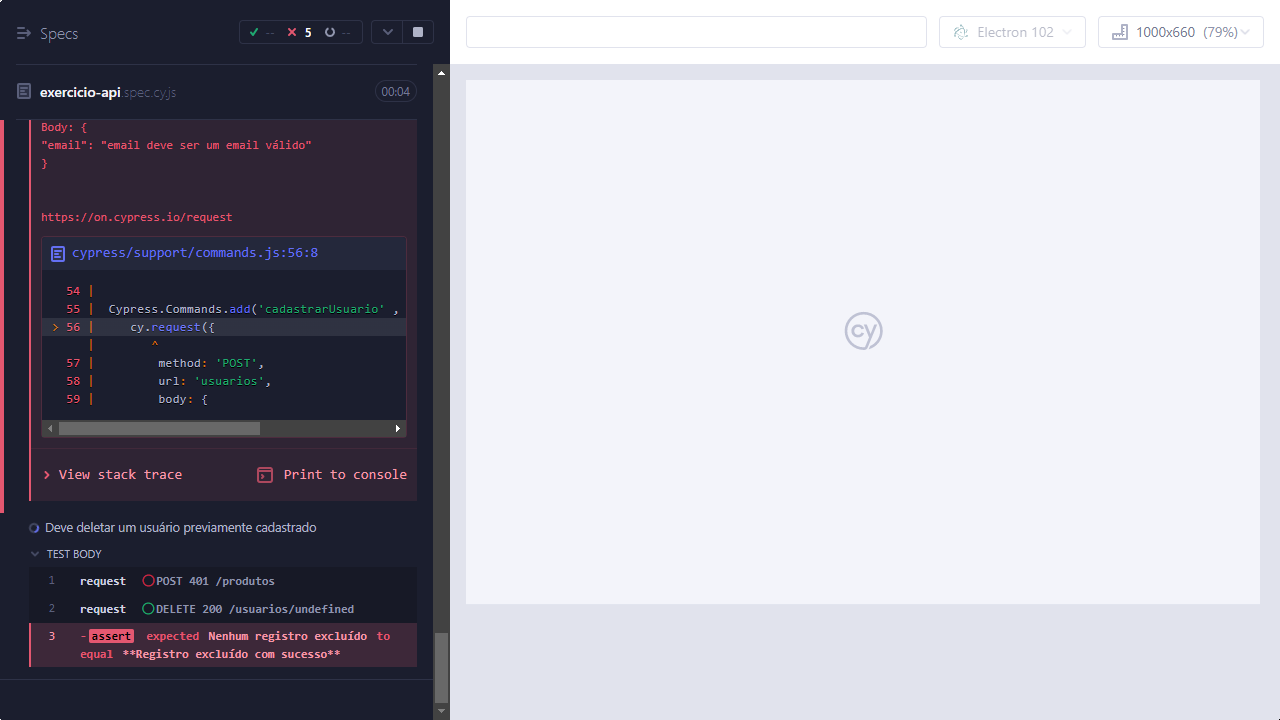 Specs
-- 5 --
Electron 102
1000x660 (79%)
exercicio-api.spec.cy.js
00:04
Body: {
"email": "email deve ser um email válido"
}
https://on.cypress.io/request
cypress/support/commands.js:56:8
54 |
55 | Cypress.Commands.add('cadastrarUsuario' ,
> 56 | cy.request({
| ^
57 | method: 'POST',
58 | url: 'usuarios',
59 | body: {
View stack trace
Print to console
Deve deletar um usuário previamente cadastrado
TEST BODY
1 request POST 401 /produtos
2 request DELETE 200 /usuarios/undefined
3 -assert expected Nenhum registro excluído to
equal **Registro excluído com sucesso**
cy